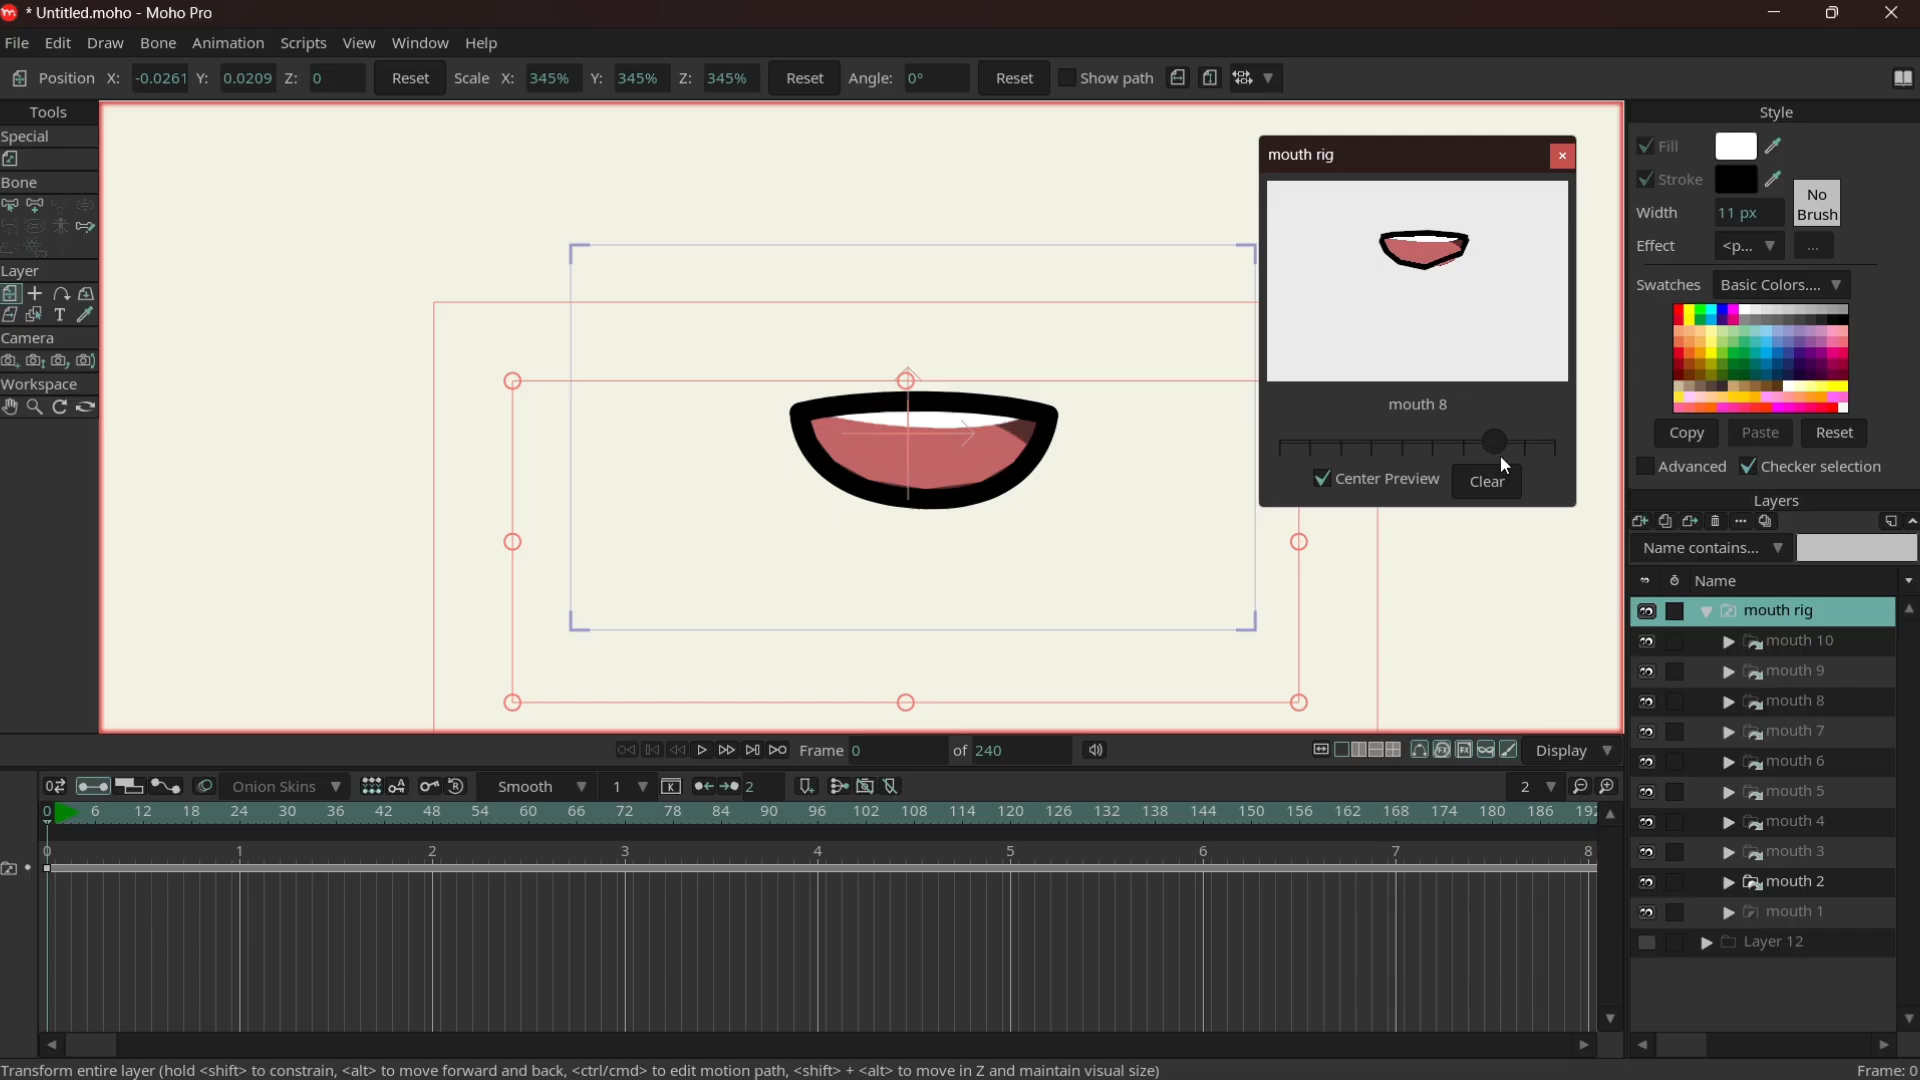 * Untitled.moho - Moho Pro
File Edit Draw Bone Animation Scripts View Window Help
Position X: -0.0261 Y: 0.0209 Z: 0 Reset Scale X: 345% Y: 345% Z: 345% Reset Angle: 0° Reset Show path
Tools
Special
Bone
Layer
T
Camera
Workspace
mouth rig
mouth 8
Center Preview Clear
Style
Fill
Stroke
No
Brush
Width 11 px
Effect <p... ...
Swatches Basic Colors....
Copy Paste Reset
Advanced Checker selection
Layers
Name contains...
Name
mouth rig
mouth 10
mouth 9
mouth 8
mouth 7
mouth 6
mouth 5
mouth 4
mouth 3
mouth 2
mouth 1
Layer 12
Frame 0 of 240 Display
Onion Skins Smooth 1 2 2
0 6 12 18 24 30 36 42 48 54 60 66 72 78 84 90 96 102 108 114 120 126 132 138 144 150 156 162 168 174 180 186 192
0 1 2 3 4 5 6 7 8
Transform entire layer (hold <shift> to constrain, <alt> to move forward and back, <ctrl/cmd> to edit motion path, <shift> + <alt> to move in Z and maintain visual size) Frame: 0